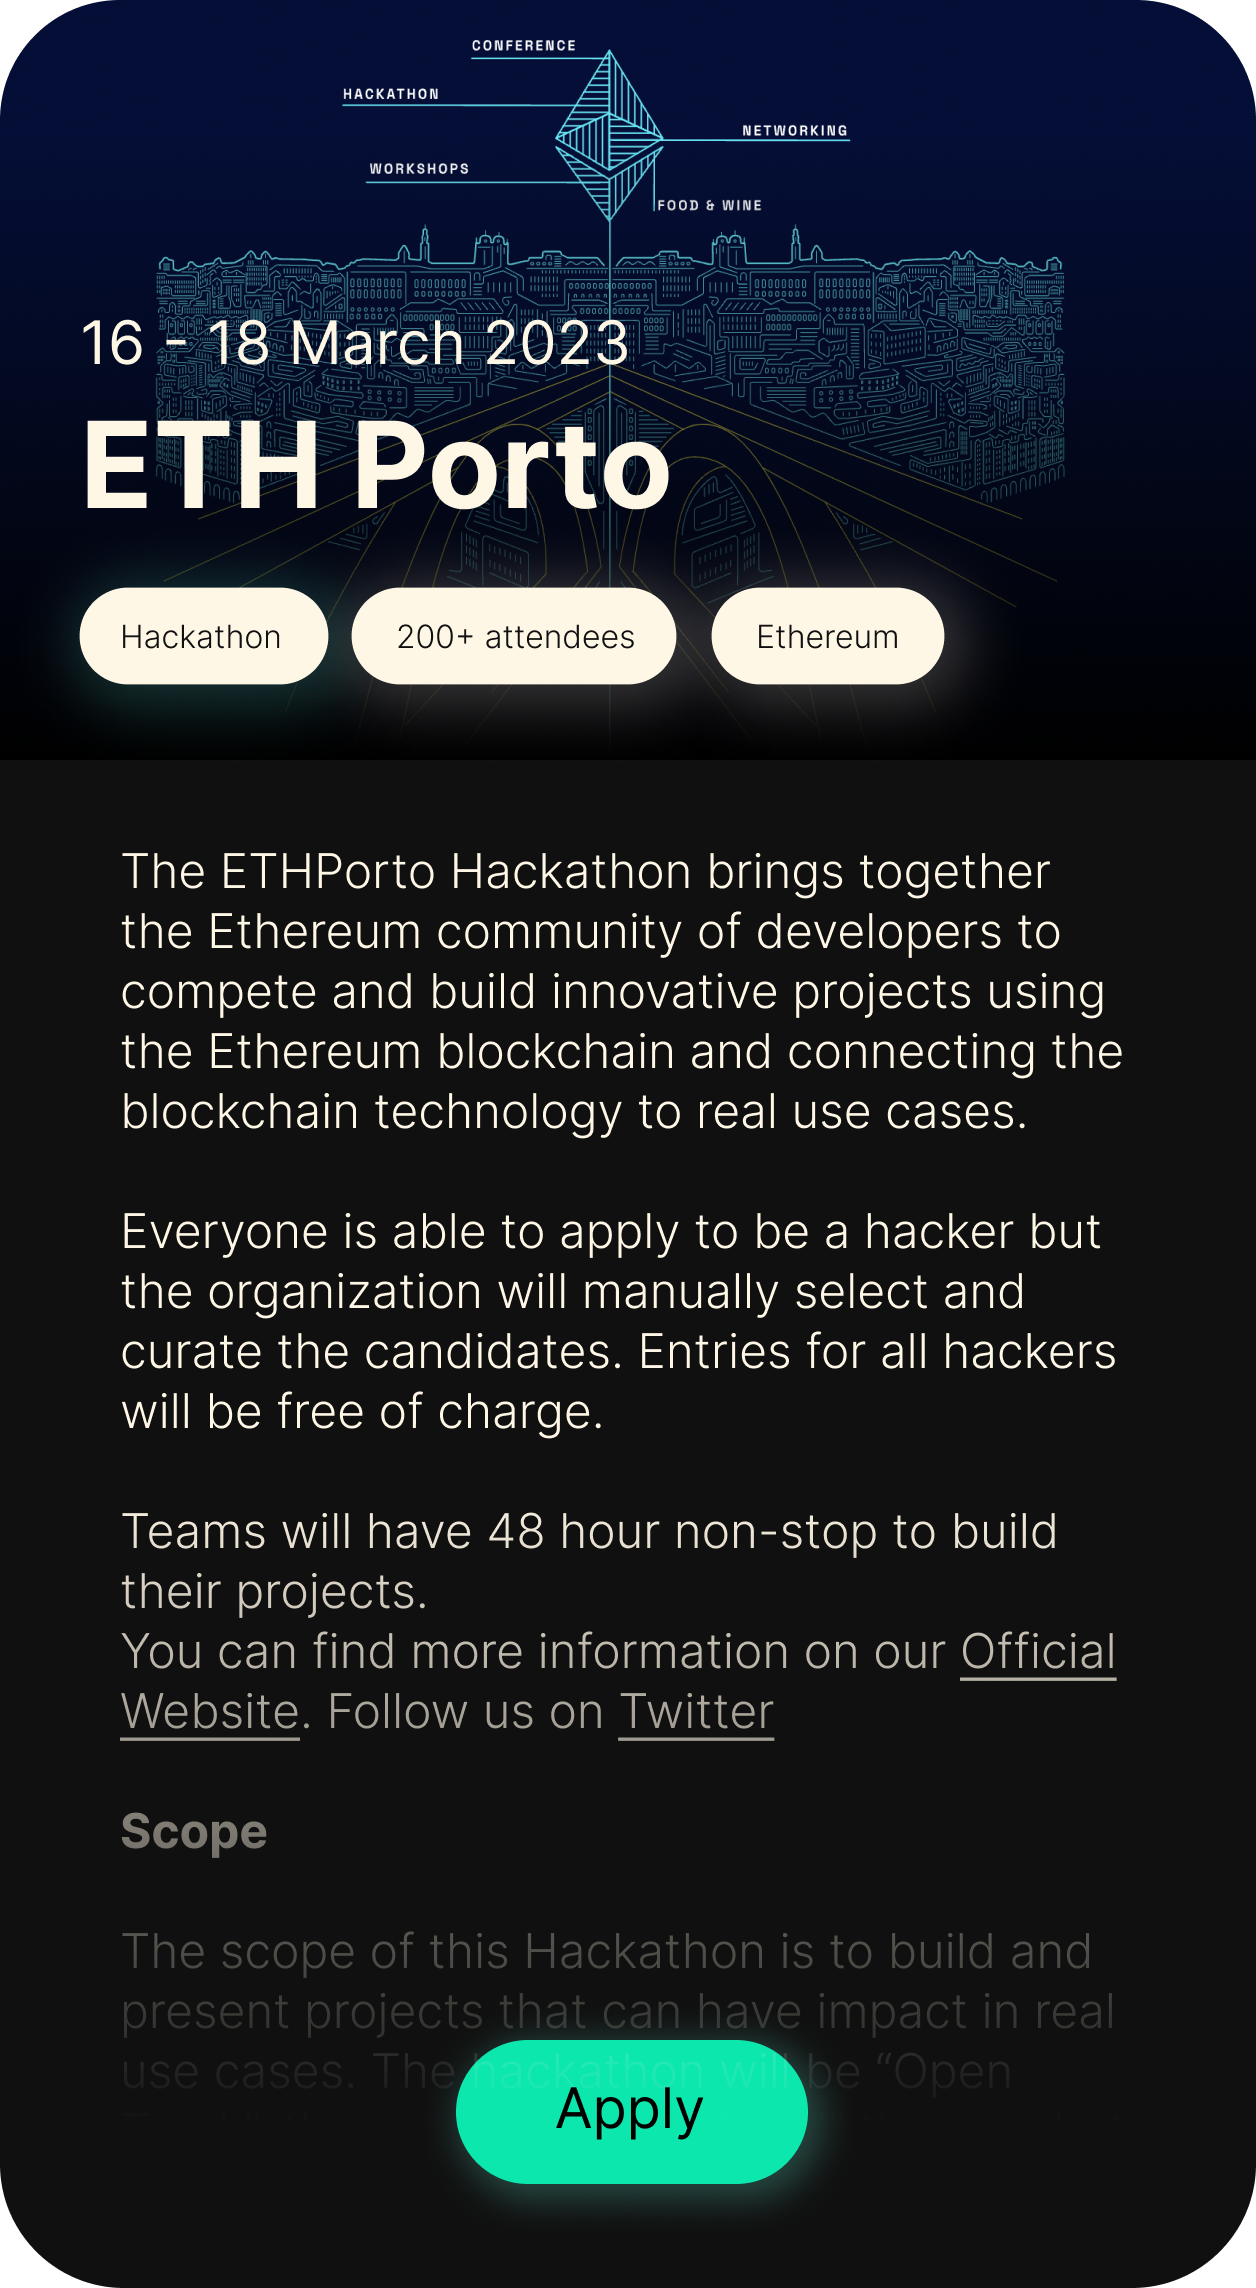 CONFERENCE
HACKATHON
NETWORKING
WORKSHOPS
FOOD & WINE
16 - 18 March 2023
ETH Porto
Hackathon
200+ attendees
Ethereum
The ETHPorto Hackathon brings together
the Ethereum community of developers to
compete and build innovative projects using
the Ethereum blockchain and connecting the
blockchain technology to real use cases.
Everyone is able to apply to be a hacker but
the organization will manually select and
curate the candidates. Entries for all hackers
will be free of charge.
Teams will have 48 hour non-stop to build
their projects.
You can find more information on our Official
Website. Follow us on Twitter
Scope
The scope of this Hackathon is to build and
present projects that can have impact in real
use cases. The hackathon will be “Open
Apply